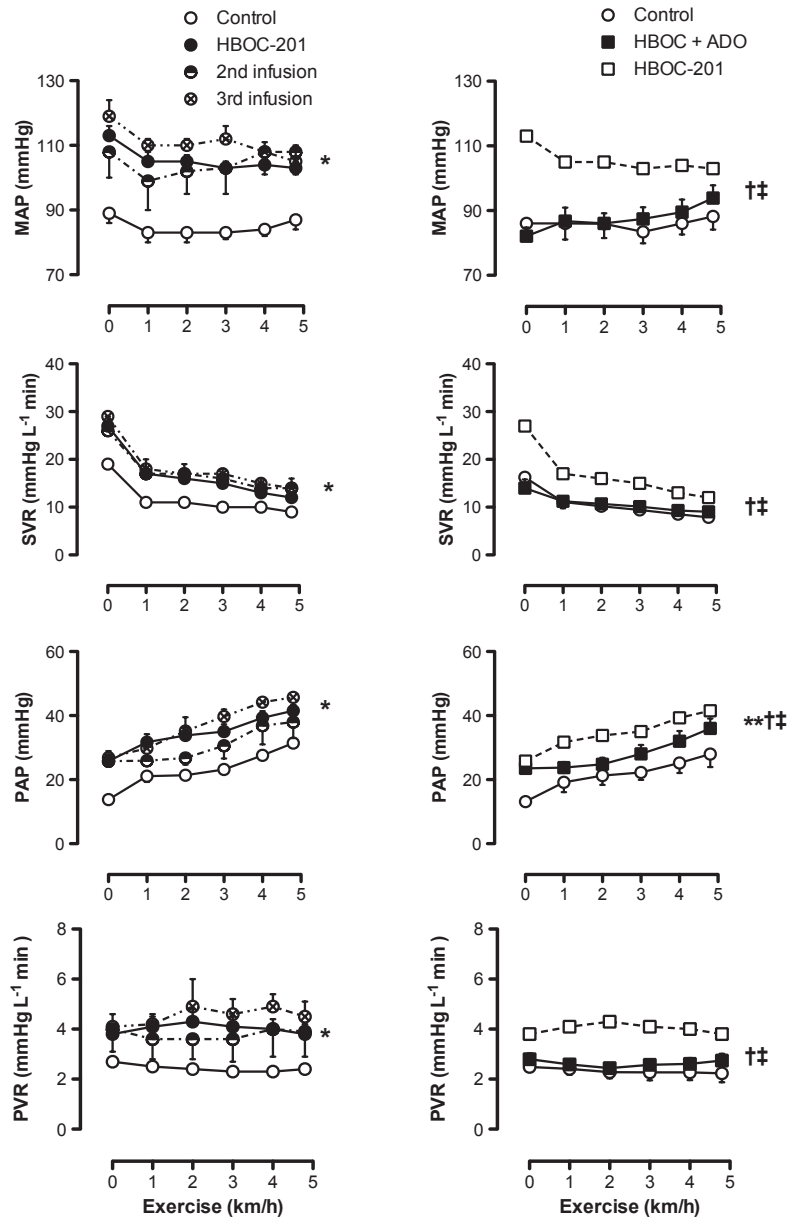 Control
HBOC-201
2nd infusion
3rd infusion
Control
HBOC + ADO
HBOC-201
130
110
90
70
MAP (mmHg)
*
0 1 2 3 4 5
130
110
90
70
MAP (mmHg)
†‡
0 1 2 3 4 5
40
30
20
10
0
SVR (mmHg L⁻¹ min)
*
0 1 2 3 4 5
40
30
20
10
0
SVR (mmHg L⁻¹ min)
†‡
0 1 2 3 4 5
60
40
20
0
PAP (mmHg)
*
0 1 2 3 4 5
60
40
20
0
PAP (mmHg)
**†‡
0 1 2 3 4 5
8
6
4
2
0
PVR (mmHg L⁻¹ min )
*
0 1 2 3 4 5
Exercise (km/h)
8
6
4
2
0
PVR (mmHg L⁻¹ min)
†‡
0 1 2 3 4 5
Exercise (km/h)